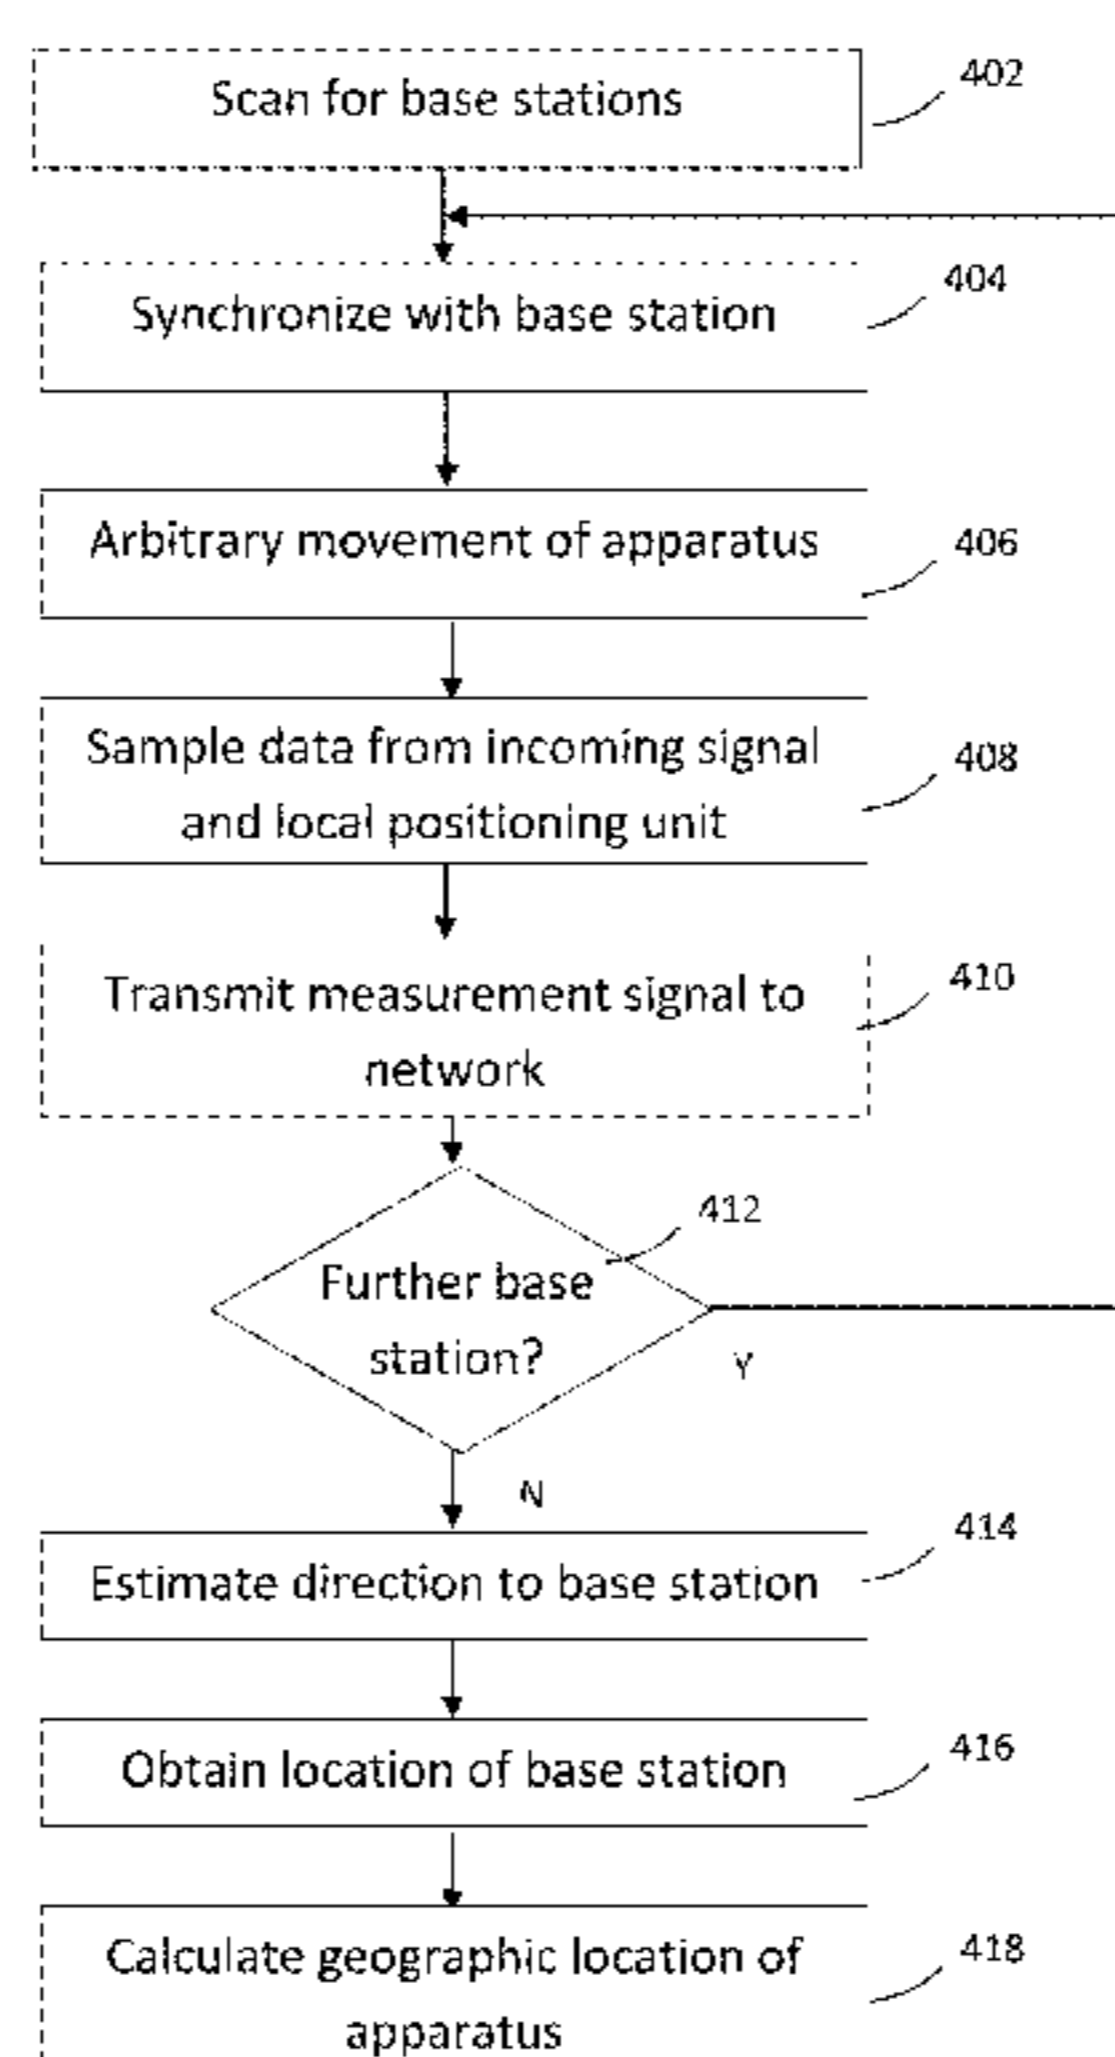 Scan for base stations
402
Synchronize with base station
404
Arbitrary movement of apparatus
406
Sample data from incoming signal
and local positioning unit
408
Transmit measurement signal to
network
410
412
Further base
station?
Y
N
Estimate direction to base station
414
Obtain location of base station
416
Calculate geographic location of
apparatus
418